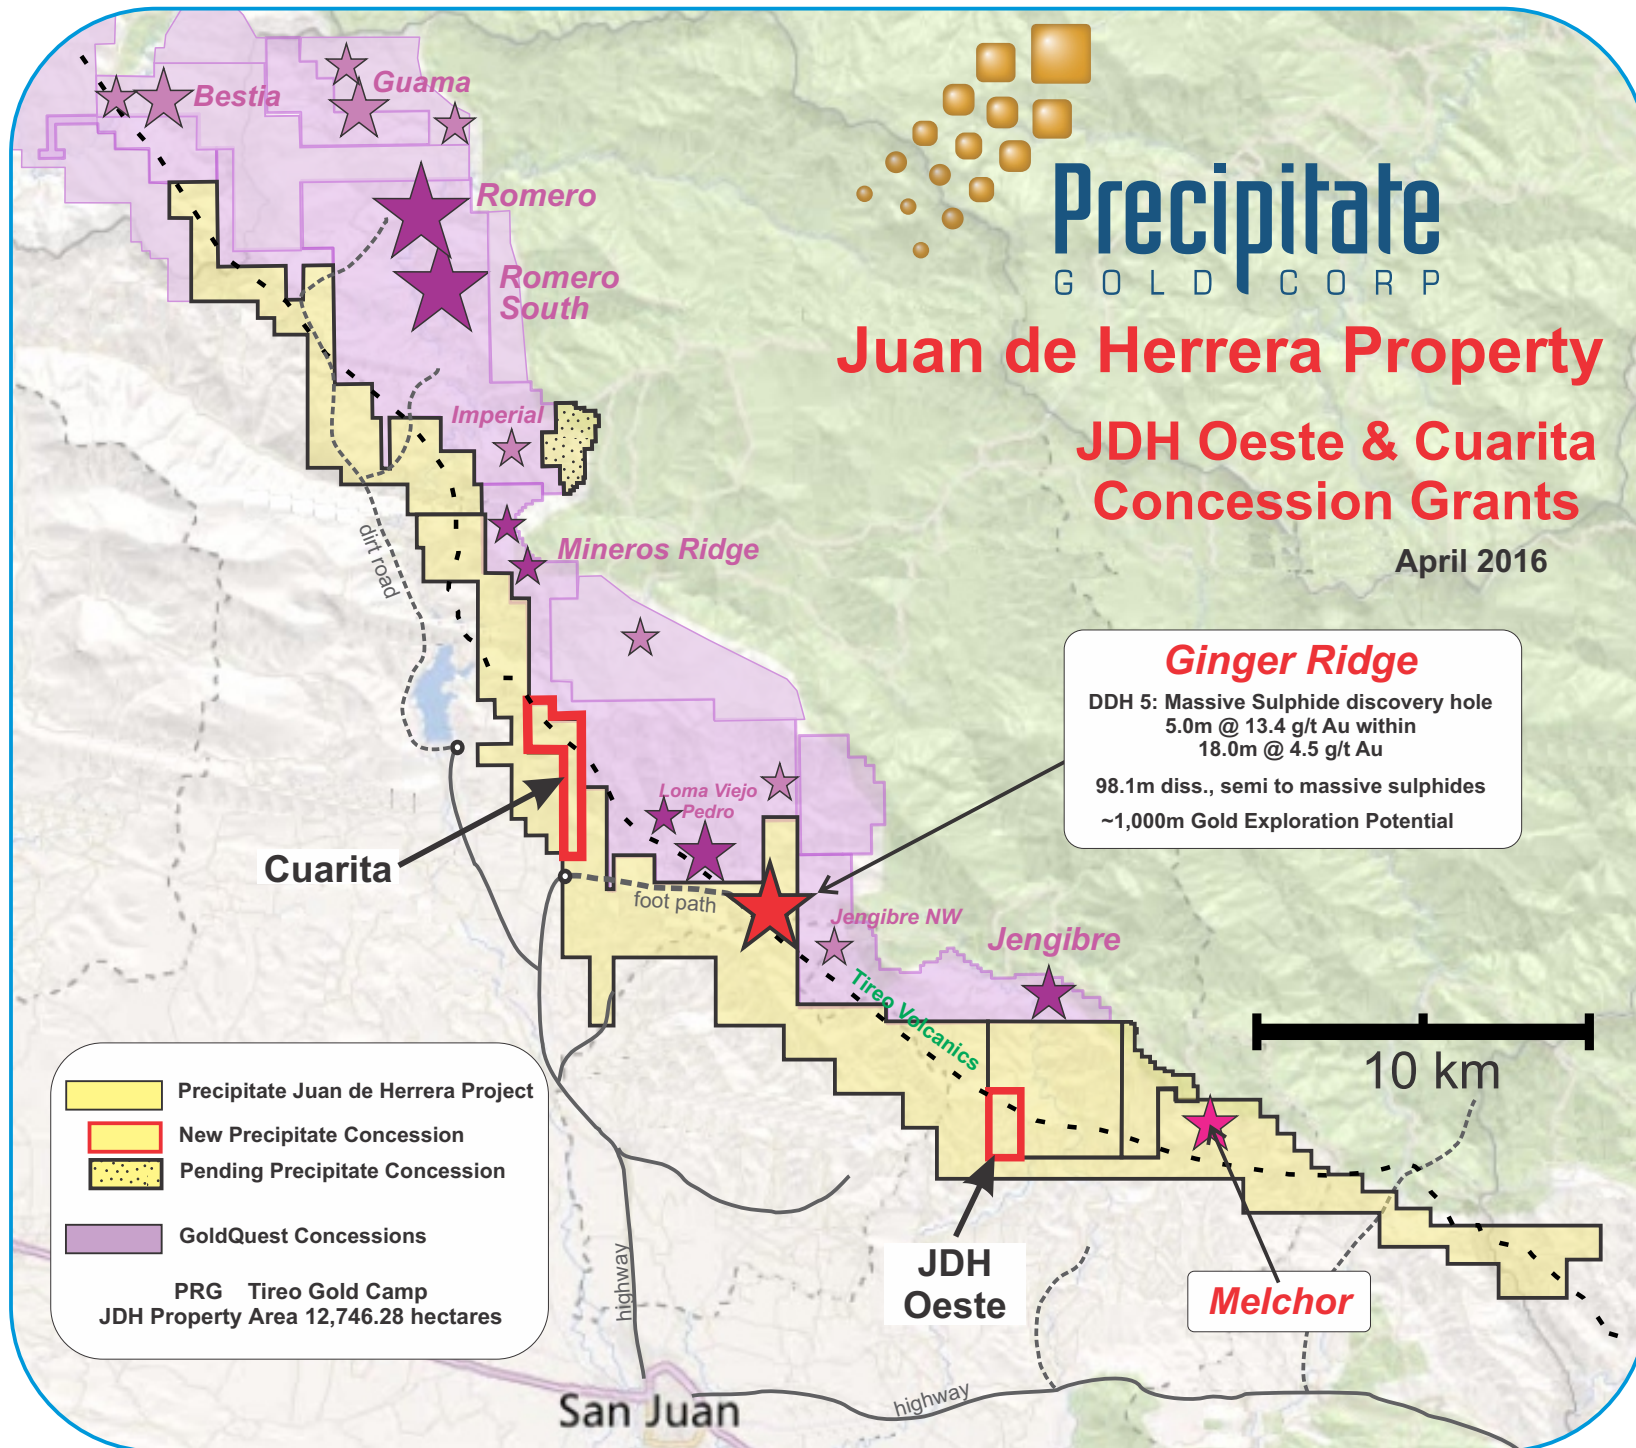 Precipitate
GOLD CORP
Juan de Herrera Property
JDH Oeste & Cuarita
Concession Grants
April 2016
Bestia
Guama
Romero
Romero
South
Imperial
Mineros Ridge
dirt road
Ginger Ridge
DDH 5: Massive Sulphide discovery hole
5.0m @ 13.4 g/t Au within
18.0m @ 4.5 g/t Au
98.1m diss., semi to massive sulphides
~1,000m Gold Exploration Potential
Loma Viejo
Pedro
Cuarita
foot path
Jengibre NW
Jengibre
Tireo Volcanics
10 km
Precipitate Juan de Herrera Project
New Precipitate Concession
Pending Precipitate Concession
GoldQuest Concessions
PRG Tireo Gold Camp
JDH Property Area 12,746.28 hectares
JDH
Oeste
Melchor
highway
highway
San Juan